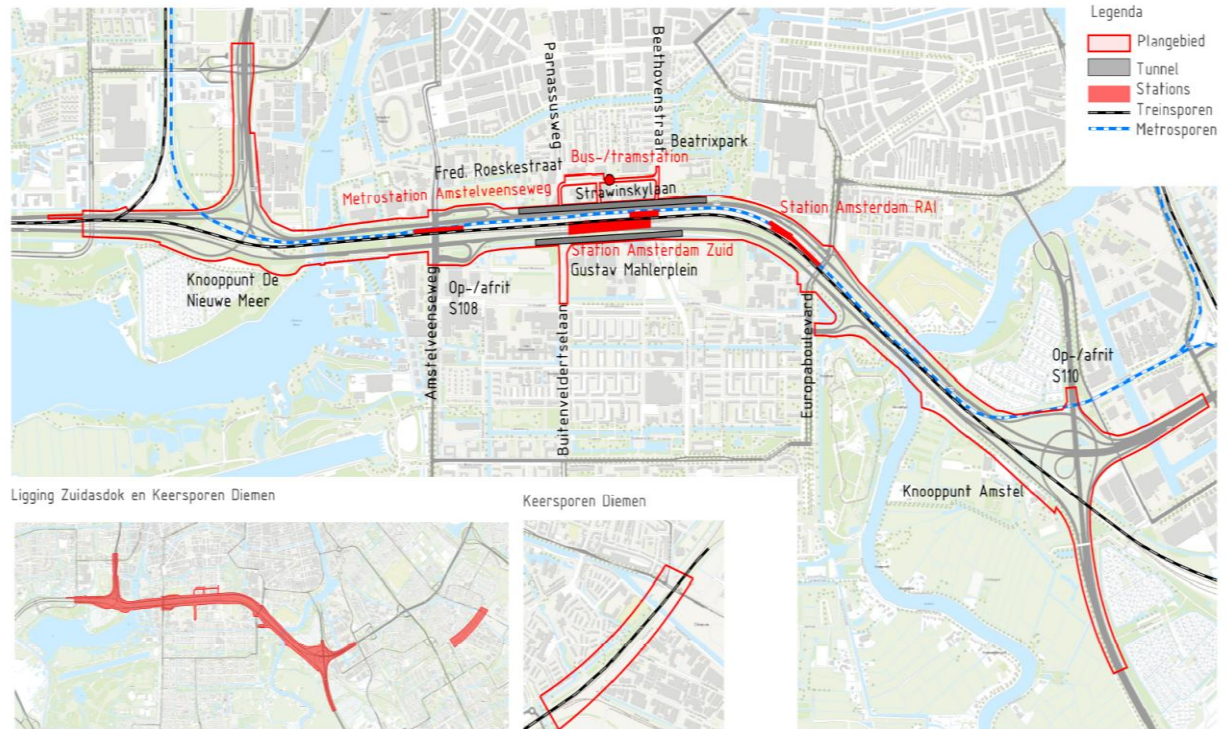 Legenda
Plangebied
Tunnel
Stations
Treinsporen
Metrosporen
Parnassusweg
Beethovenstraat
Beatrixpark
Fred. Roeskestraat
Bus-/tramstation
Metrostation Amstelveenseweg
Strawinskylaan
Station Amsterdam RAI
Station Amsterdam Zuid
Gustav Mahlerplein
Knooppunt De
Nieuwe Meer
Op-/afrit
S108
Amstelveenseweg
Buitenveldertselaan
Europaboulevard
Op-/afrit
S110
Knooppunt Amstel
Ligging Zuidasdok en Keersporen Diemen
Keersporen Diemen